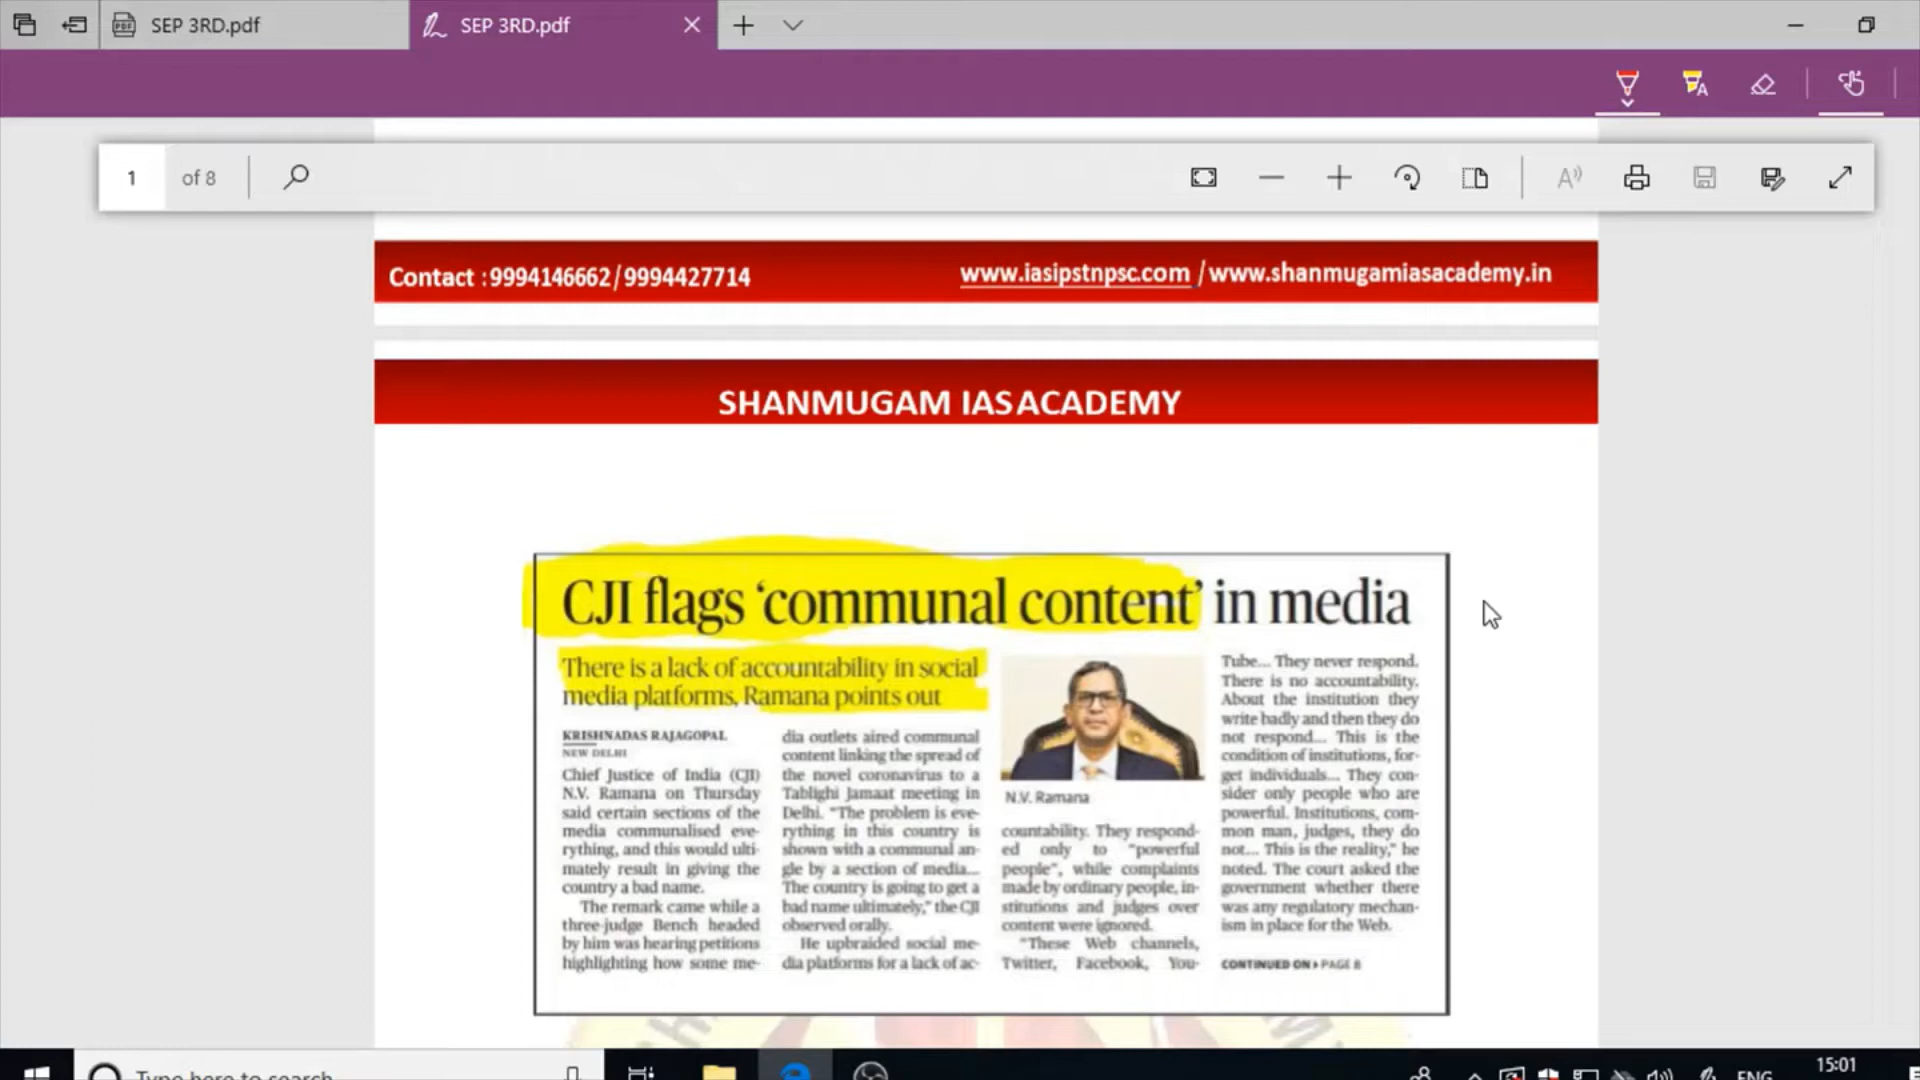 SEP 3RD.pdf
SEP 3RD.pdf
1 of 8
Contact : 9994146662/9994427714
www.iasipstnpsc.com /www.shanmugamiasacademy.in
SHANMUGAM IAS ACADEMY
CJI flags ‘communal content’ in media
There is a lack of accountability in social
media platforms, Ramana points out
KRISHNADAS RAJAGOPAL
NEW DELHI
Chief Justice of India (CJI)
N.V. Ramana on Thursday
said certain sections of the
media communalised eve-
rything, and this would ulti-
mately result in giving the
country a bad name.
The remark came while a
three-judge Bench headed
by him was hearing petitions
highlighting how some me-
dia outlets aired communal
content linking the spread of
the novel coronavirus to a
Tablighi Jamaat meeting in
Delhi. “The problem is eve-
rything in this country is
shown with a communal an-
gle by a section of media...
The country is going to get a
bad name ultimately,” the CJI
observed orally.
He upbraided social me-
dia platforms for a lack of ac-
N.V. Ramana
countability. They respond-
ed only to “powerful
people”, while complaints
made by ordinary people, in-
stitutions and judges over
content were ignored.
“These Web channels,
Twitter, Facebook, You-
Tube... They never respond.
There is no accountability.
About the institution they
write badly and then they do
not respond... This is the
condition of institutions, for-
get individuals... They con-
sider only people who are
powerful. Institutions, com-
mon man, judges, they do
not... This is the reality,” he
noted. The court asked the
government whether there
was any regulatory mechan-
ism in place for the Web.
CONTINUED ON ▸ PAGE 8
Type here to search
ENG
15:01